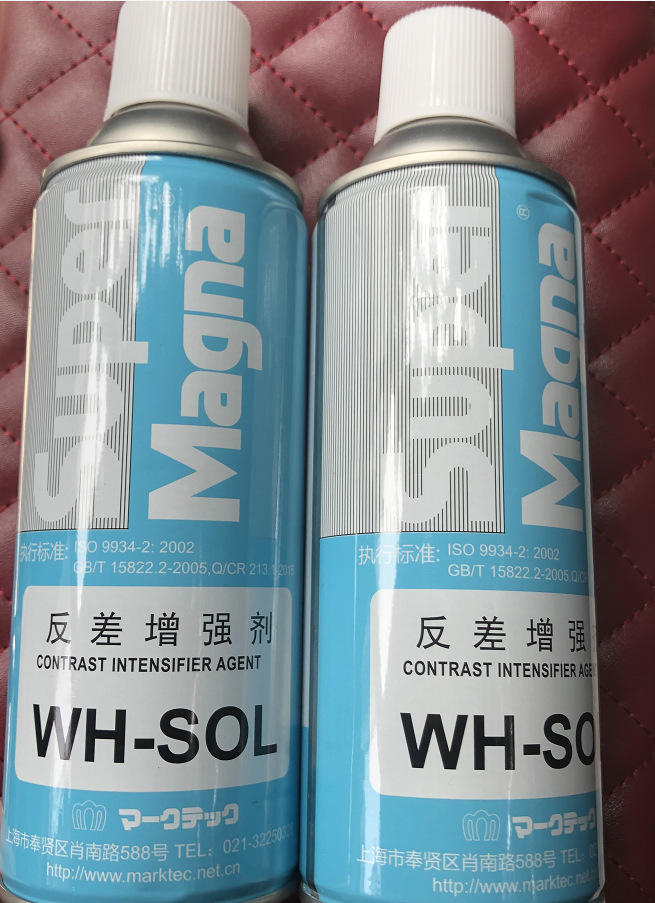 Super
Magna
®
执行标准: ISO 9934-2: 2002
GB/T 15822.2-2005,Q/CR 213.1-2015
反差增强剂
CONTRAST INTENSIFIER AGENT
WH-SOL
マークテック
上海市奉贤区肖南路588号 TEL: 021-322503
http://www.marktec.net.cn
Super
Magna
®
执行标准: ISO 9934-2: 2002
GB/T 15822.2-2005,Q/CR
反差增强
CONTRAST INTENSIFIER AGE
WH-SO
マークテック
上海市奉贤区肖南路588号 TEL: 0
http://www.marktec.net.cn